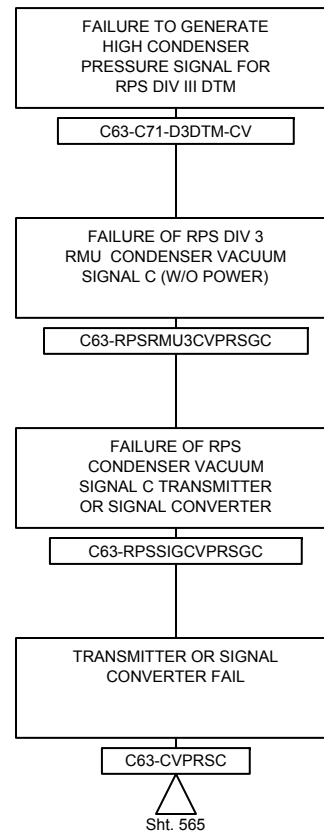 FAILURE TO GENERATE
HIGH CONDENSER
PRESSURE SIGNAL FOR
RPS DIV III DTM
C63-C71-D3DTM-CV
FAILURE OF RPS DIV 3
RMU  CONDENSER VACUUM
SIGNAL C (W/O POWER)
C63-RPSRMU3CVPRSGC
FAILURE OF RPS
CONDENSER VACUUM
SIGNAL C TRANSMITTER
OR SIGNAL CONVERTER
C63-RPSSIGCVPRSGC
TRANSMITTER OR SIGNAL
CONVERTER FAIL
C63-CVPRSC
Sht. 565